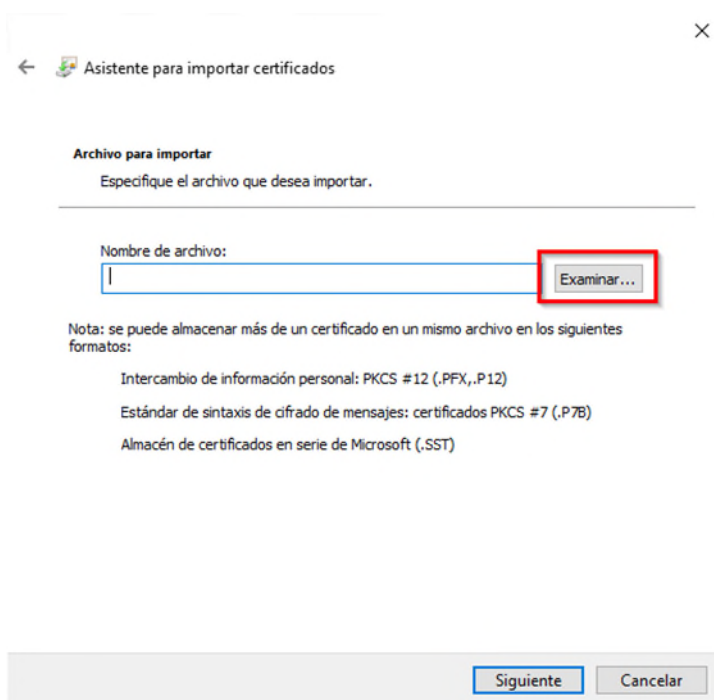 Asistente para importar certificados
Archivo para importar
Especifique el archivo que desea importar.
Nombre de archivo:
Examinar...
Nota: se puede almacenar más de un certificado en un mismo archivo en los siguientes
formatos:
Intercambio de información personal: PKCS #12 (.PFX,.P12)
Estándar de sintaxis de cifrado de mensajes: certificados PKCS #7 (.P7B)
Almacén de certificados en serie de Microsoft (.SST)
Siguiente
Cancelar